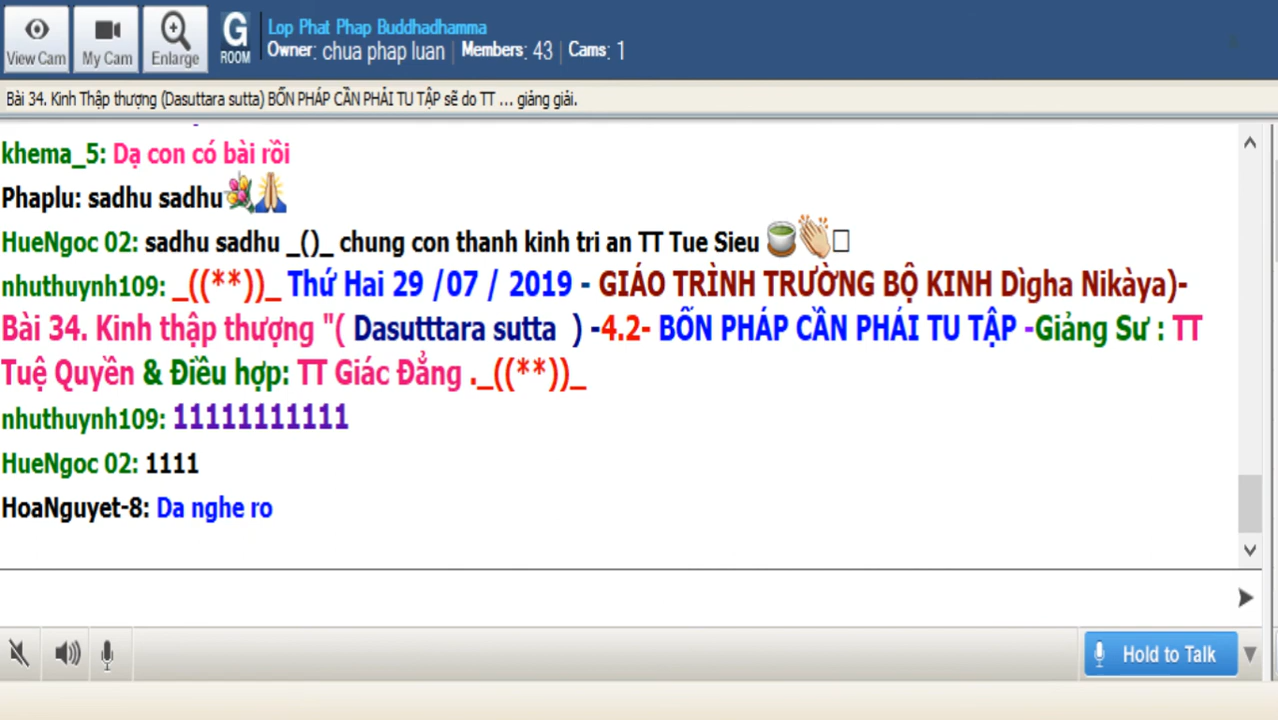 View Cam
My Cam
Enlarge
G
ROOM
Lop Phat Phap Buddhadhamma
Owner: chua phap luan | Members: 43 | Cams: 1
Bài 34. Kinh Thập thượng (Dasuttara sutta) BỐN PHÁP CẦN PHẢI TU TẬP sẽ do TT ... giảng giải.
khema_5: Dạ con có bài rồi
Phaplu: sadhu sadhu💐🙏
HueNgoc 02: sadhu sadhu _()_ chung con thanh kinh tri an TT Tue Sieu 🍵👏□
nhuthuynh109: _((**))_ Thứ Hai 29 /07 / 2019 - GIÁO TRÌNH TRƯỜNG BỘ KINH Dìgha Nikàya)-
Bài 34. Kinh thập thượng "( Dasutttara sutta ) -4.2- BỐN PHÁP CẦN PHÁI TU TẬP -Giảng Sư : TT
Tuệ Quyền & Điều hợp: TT Giác Đẳng ._((**))_
nhuthuynh109: 11111111111
HueNgoc 02: 1111
HoaNguyet-8: Da nghe ro
Hold to Talk